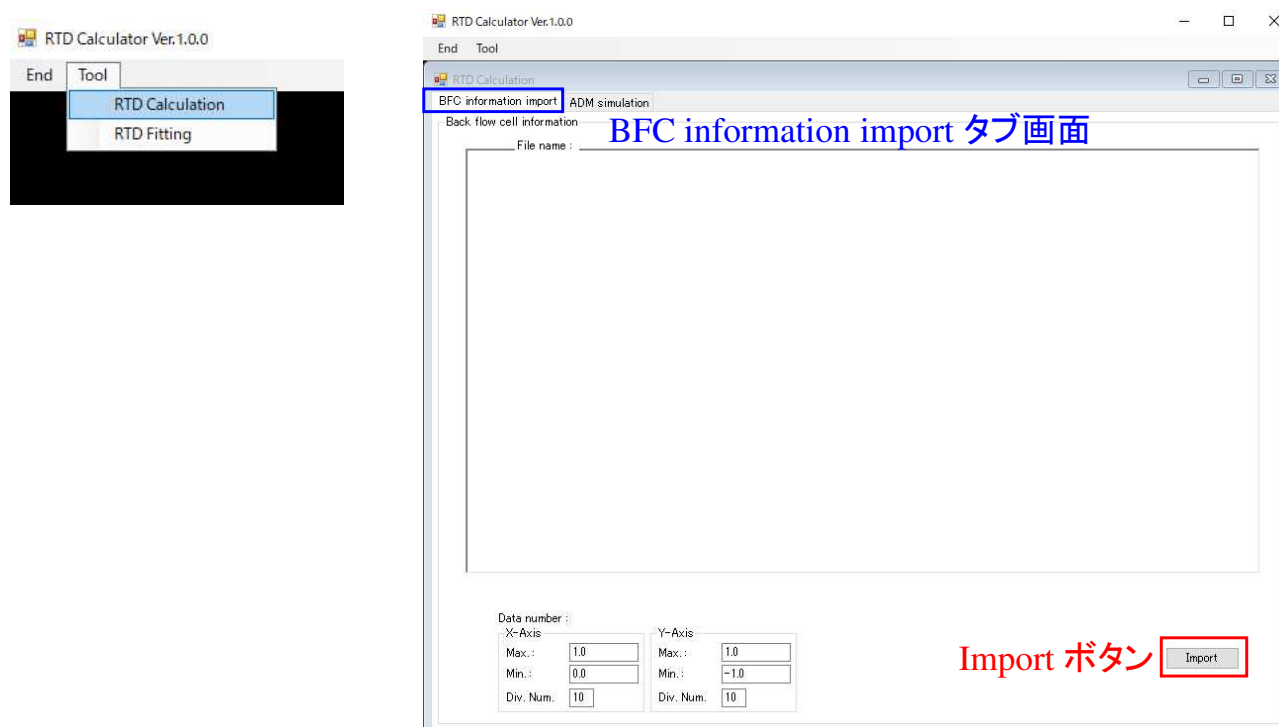 RTD Calculator Ver.1.0.0
End Tool
RTD Calculation
RTD Fitting
RTD Calculator Ver.1.0.0
End Tool
RTD Calculation
BFC information import ADM simulation
Back flow cell information
BFC information import タブ画面
File name :
Data number :
X-Axis Y-Axis
Max. : 1.0 Max. : 1.0
Min. : 0.0 Min. : -1.0
Div. Num. 10 Div. Num. 10
Import ボタン Import